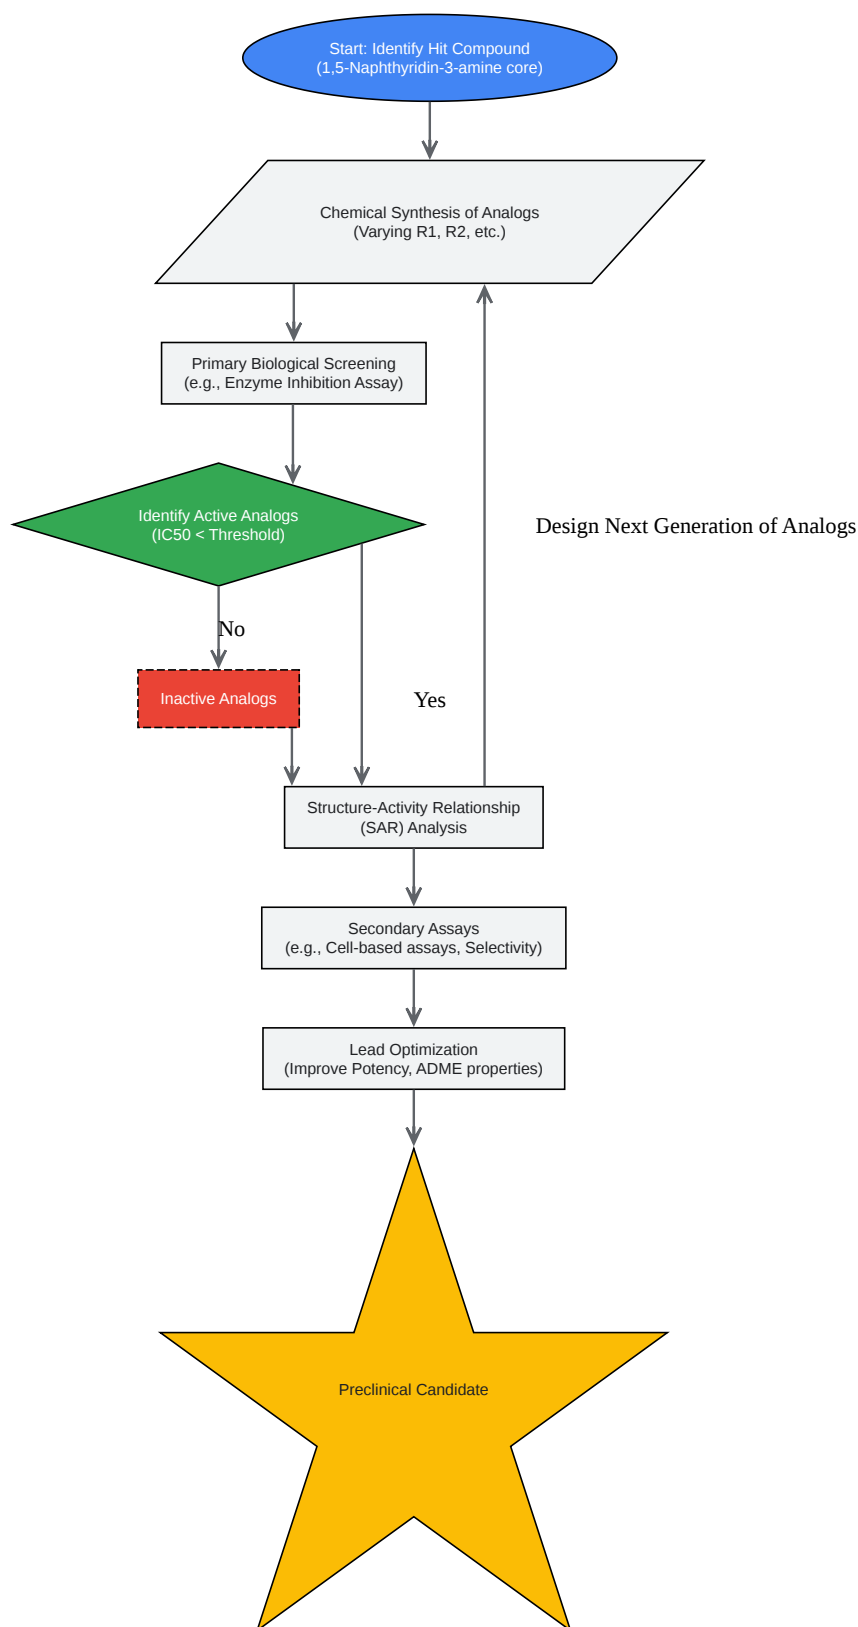 Start: Identify Hit Compound
(1,5-Naphthyridin-3-amine core)
Chemical Synthesis of Analogs
(Varying R1, R2, etc.)
Primary Biological Screening
(e.g., Enzyme Inhibition Assay)
Identify Active Analogs
(IC50 < Threshold)
Design Next Generation of Analogs
No
Inactive Analogs
Yes
Structure-Activity Relationship
(SAR) Analysis
Secondary Assays
(e.g., Cell-based assays, Selectivity)
Lead Optimization
(Improve Potency, ADME properties)
Preclinical Candidate